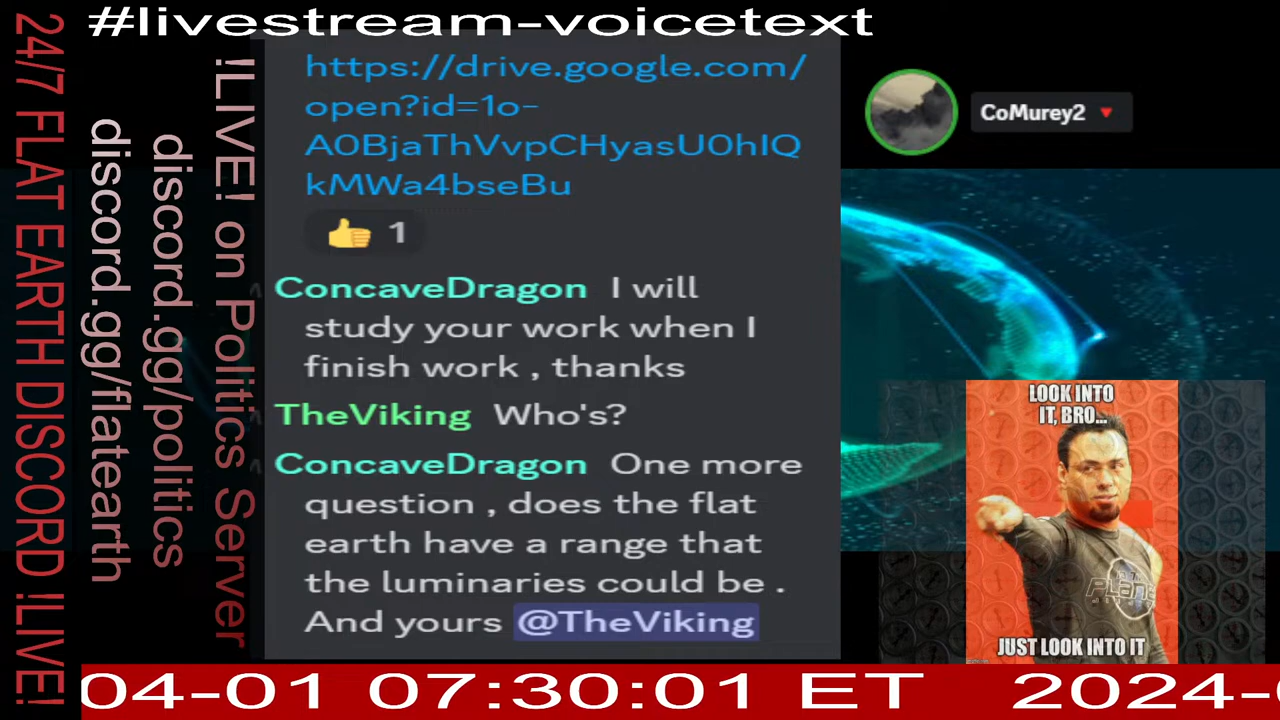 #livestream-voicetext
24/7 FLAT EARTH DISCORD !LIVE!
discord.gg/flatearth
discord.gg/politics
!LIVE! on Politics Server
https://drive.google.com/
open?id=1o-
A0BjaThVvpCHyasU0hIQ
kMWa4bseBu
👍 1
ConcaveDragon I will
study your work when I
finish work , thanks
TheViking Who's?
ConcaveDragon One more
question , does the flat
earth have a range that
the luminaries could be .
And yours @TheViking
CoMurey2
LOOK INTO
IT, BRO...
JUST LOOK INTO IT
04-01 07:30:01 ET 2024-